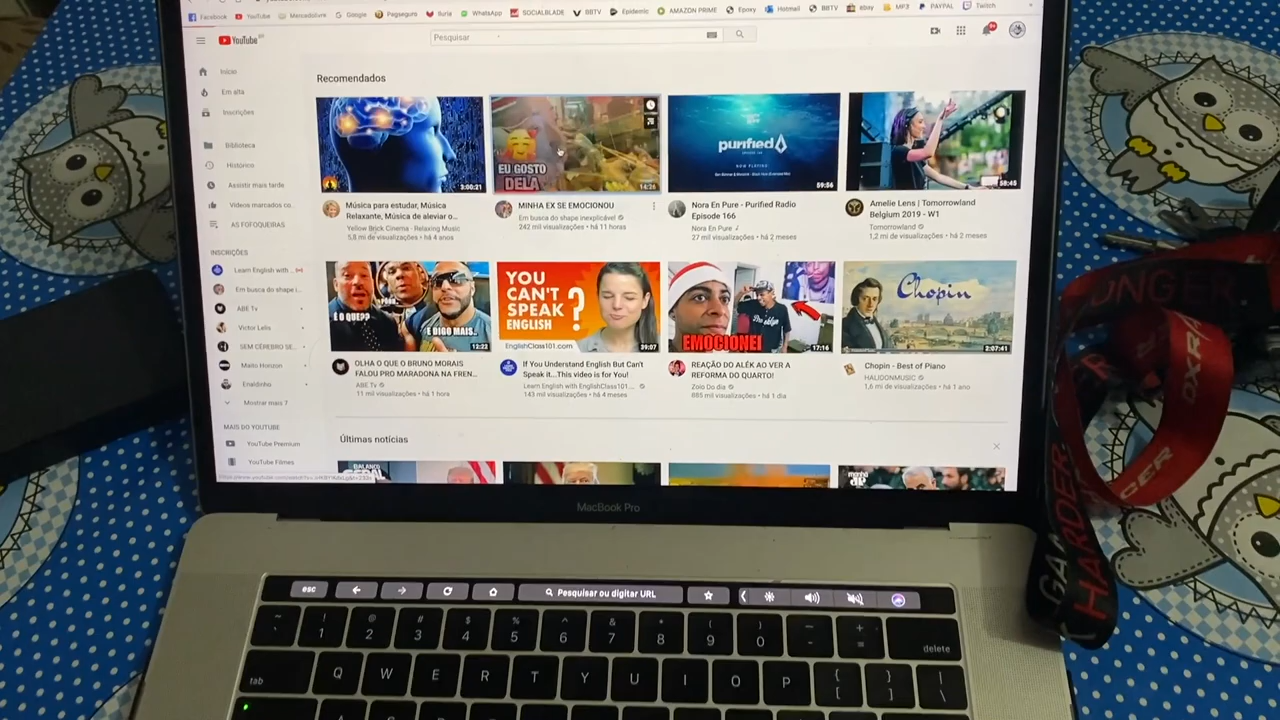 Facebook YouTube Mercadolivre Google Pagseguro Iluria WhatsApp SOCIALBLADE BBTV Epidemic AMAZON PRIME Epoxy Hotmail BBTV ebay MP3 PAYPAL Twitch
YouTube BR
Pesquisar
9+
Início
Em alta
Inscrições
Biblioteca
Histórico
Assistir mais tarde
Vídeos marcados co...
AS FOFOQUEIRAS
INSCRIÇÕES
Learn English with ...
Em busca do shape i...
ABE Tv
Victor Lelis
SEM CÉREBRO SE...
Enaldinho
Mostrar mais 7
MAIS DO YOUTUBE
YouTube Premium
YouTube Filmes
Recomendados
3:00:21
Música para estudar, Música
Relaxante, Música de aleviar o...
Yellow Brick Cinema - Relaxing Music
5,8 mi de visualizações • há 4 anos
EU GOSTO
DELA
14:26
MINHA EX SE EMOCIONOU
Em busca do shape inexplicável
242 mil visualizações • há 11 horas
purified
NOW PLAYING
59:56
Nora En Pure - Purified Radio
Episode 166
Nora En Pure
27 mil visualizações • há 2 meses
58:45
Amelie Lens | Tomorrowland
Belgium 2019 - W1
Tomorrowland
1,2 mi de visualizações • há 2 meses
É O QUE??
E DIGO MAIS.
12:22
OLHA O QUE O BRUNO MORAIS
FALOU PRO MARADONA NA FREN...
ABE Tv
11 mil visualizações • há 1 hora
YOU
CAN'T
SPEAK
ENGLISH
?
EnglishClass101.com
39:07
If You Understand English But Can't
Speak it...This video is for You!
Learn English with EnglishClass101....
143 mil visualizações • há 4 meses
EMOCIONEI
17:16
REAÇÃO DO ALÉK AO VER A
REFORMA DO QUARTO!
Zoio Do dia
885 mil visualizações • há 1 dia
Chopin
2:07:41
Chopin - Best of Piano
HALIDONMUSIC
1,6 mi de visualizações • há 1 ano
Últimas notícias
BALANÇO
GERAL
manhã
MacBook Pro
esc
Pesquisar ou digitar URL
~ ! @ # $ % ^ & * ( ) — +
` 1 2 3 4 5 6 7 8 9 0 - =
delete
tab Q W E R T Y U I O P { [ } ] | \
HARDER